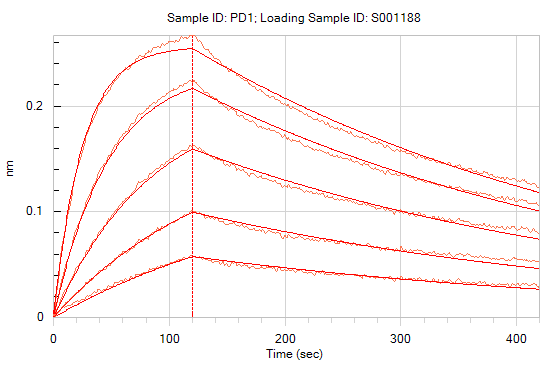 Sample ID: PD1; Loading Sample ID: S001188
0.2
nm
0.1
0
0 100 200 300 400
Time (sec)